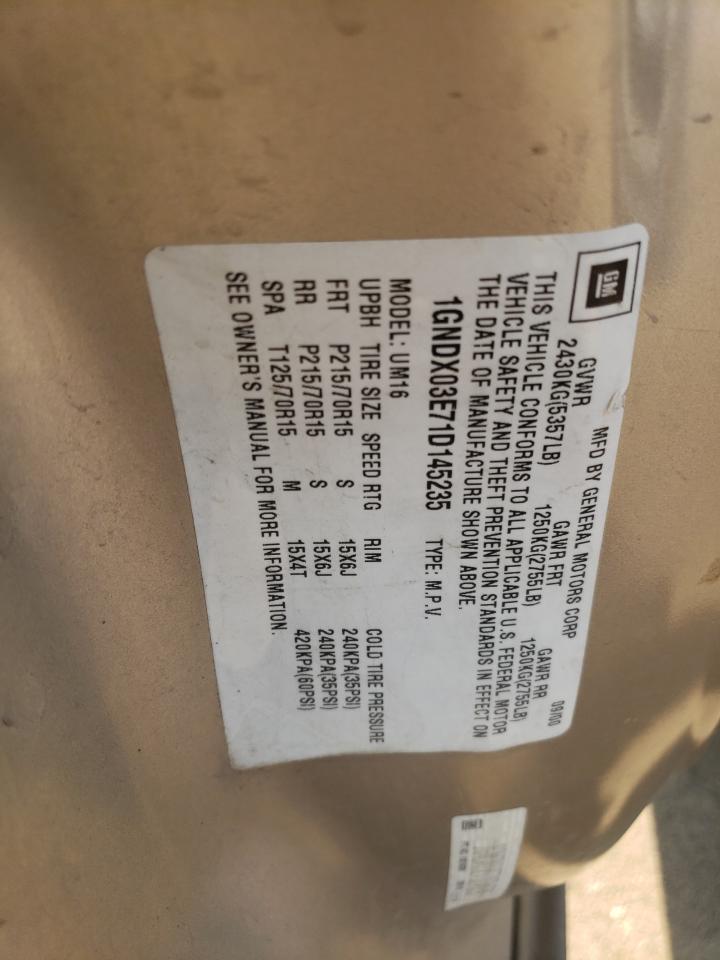 GM
MFD BY GENERAL MOTORS CORP 09/00
GVWR GAWR FRT GAWR RR
2430KG(5357LB) 1250KG(2755LB) 1250KG(2755LB)
THIS VEHICLE CONFORMS TO ALL APPLICABLE U.S. FEDERAL MOTOR
VEHICLE SAFETY AND THEFT PREVENTION STANDARDS IN EFFECT ON
THE DATE OF MANUFACTURE SHOWN ABOVE.
1GNDX03E71D145235 TYPE: M.P.V.
MODEL: UM16
UPBH TIRE SIZE SPEED RTG RIM COLD TIRE PRESSURE
FRT P215/70R15 S 15X6J 240KPA(35PSI)
RR P215/70R15 S 15X6J 240KPA(35PSI)
SPA T125/70R15 M 15X4T 420KPA(60PSI)
SEE OWNER'S MANUAL FOR MORE INFORMATION.